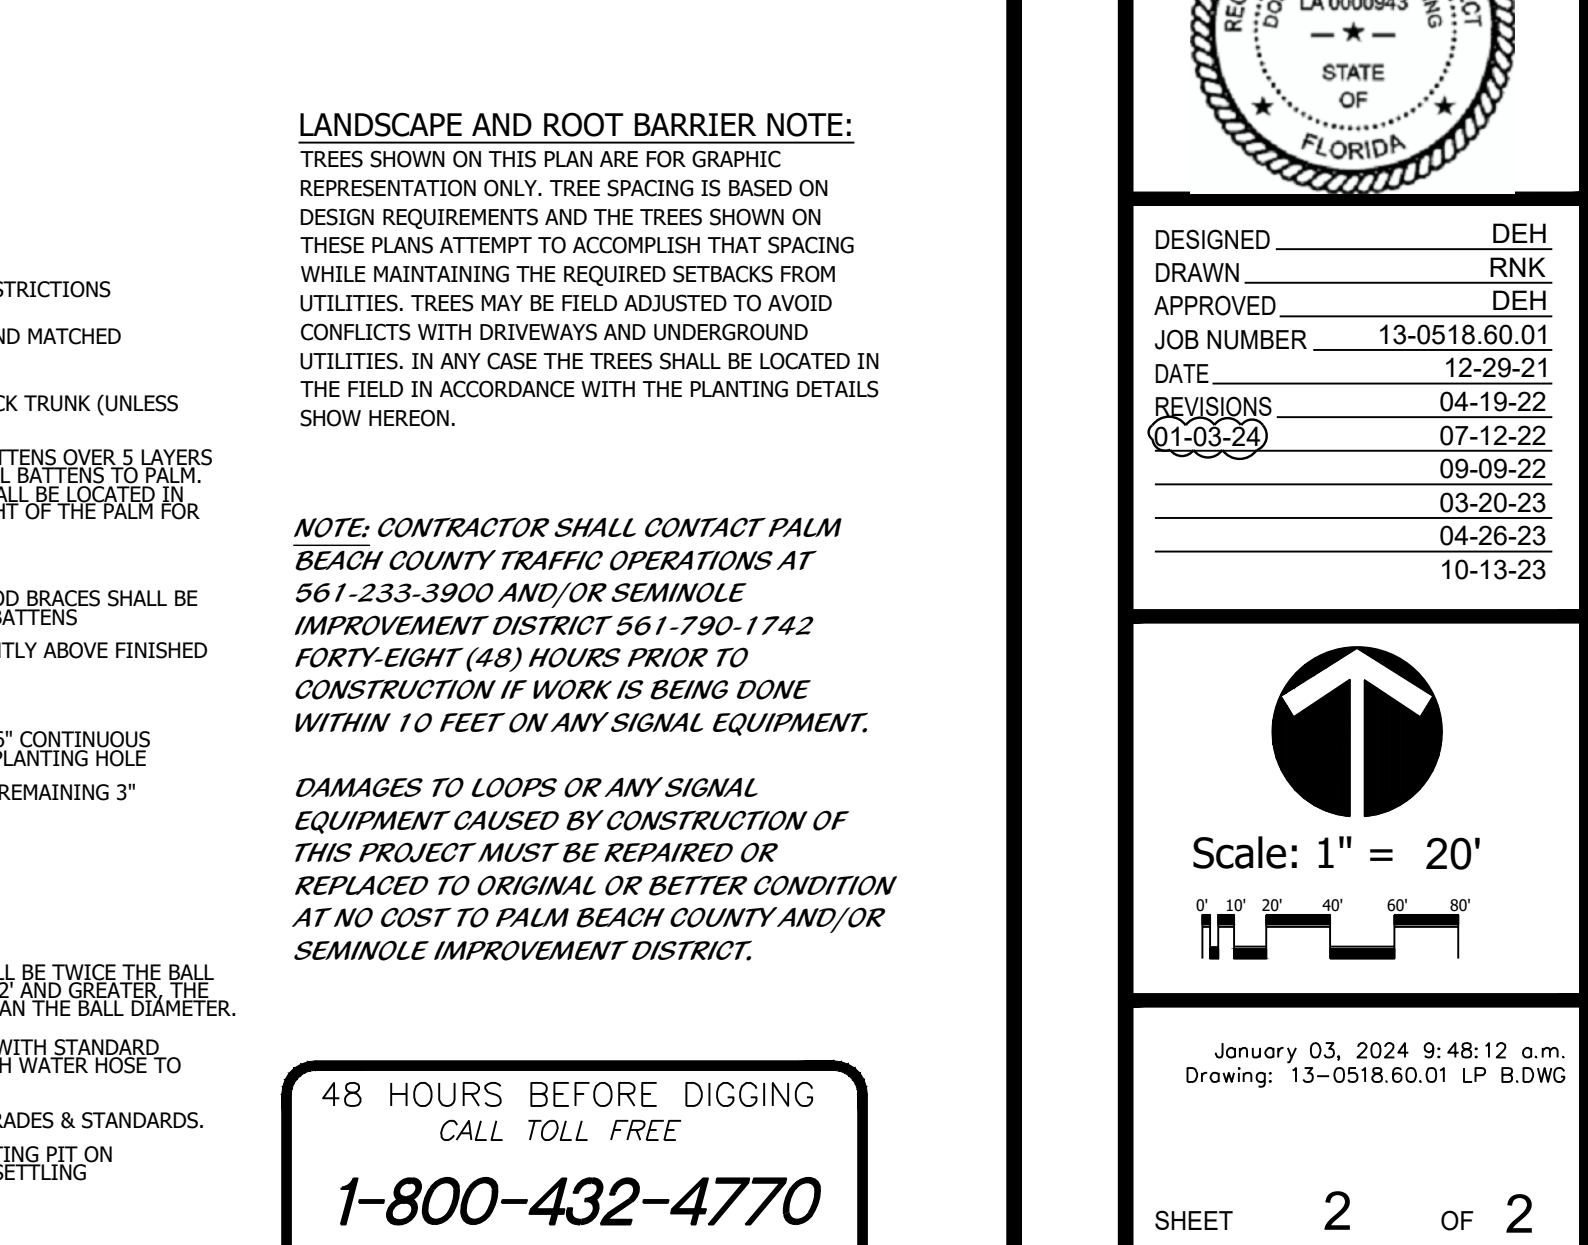 STRICTIONS
ND MATCHED
CK TRUNK (UNLESS
TTENS OVER 5 LAYERS
L BATTENS TO PALM.
ALL BE LOCATED IN
HT OF THE PALM FOR
OD BRACES SHALL BE
BATTENS
NTLY ABOVE FINISHED
6" CONTINUOUS
PLANTING HOLE
REMAINING 3"
LL BE TWICE THE BALL
2' AND GREATER, THE
AN THE BALL DIAMETER.
WITH STANDARD
H WATER HOSE TO
RADES & STANDARDS.
TING PIT ON
SETTLING
LANDSCAPE AND ROOT BARRIER NOTE:
TREES SHOWN ON THIS PLAN ARE FOR GRAPHIC
REPRESENTATION ONLY. TREE SPACING IS BASED ON
DESIGN REQUIREMENTS AND THE TREES SHOWN ON
THESE PLANS ATTEMPT TO ACCOMPLISH THAT SPACING
WHILE MAINTAINING THE REQUIRED SETBACKS FROM
UTILITIES. TREES MAY BE FIELD ADJUSTED TO AVOID
CONFLICTS WITH DRIVEWAYS AND UNDERGROUND
UTILITIES. IN ANY CASE THE TREES SHALL BE LOCATED IN
THE FIELD IN ACCORDANCE WITH THE PLANTING DETAILS
SHOW HEREON.
NOTE: CONTRACTOR SHALL CONTACT PALM
BEACH COUNTY TRAFFIC OPERATIONS AT
561-233-3900 AND/OR SEMINOLE
IMPROVEMENT DISTRICT 561-790-1742
FORTY-EIGHT (48) HOURS PRIOR TO
CONSTRUCTION IF WORK IS BEING DONE
WITHIN 10 FEET ON ANY SIGNAL EQUIPMENT.
DAMAGES TO LOOPS OR ANY SIGNAL
EQUIPMENT CAUSED BY CONSTRUCTION OF
THIS PROJECT MUST BE REPAIRED OR
REPLACED TO ORIGINAL OR BETTER CONDITION
AT NO COST TO PALM BEACH COUNTY AND/OR
SEMINOLE IMPROVEMENT DISTRICT.
48 HOURS BEFORE DIGGING
CALL TOLL FREE
1-800-432-4770
LA 0000943
STATE
OF
FLORIDA
DESIGNED DEH
DRAWN RNK
APPROVED DEH
JOB NUMBER 13-0518.60.01
DATE 12-29-21
REVISIONS 04-19-22
01-03-24 07-12-22
09-09-22
03-20-23
04-26-23
10-13-23
Scale: 1" = 20'
0' 10' 20' 40' 60' 80'
January 03, 2024 9:48:12 a.m.
Drawing: 13-0518.60.01 LP B.DWG
SHEET 2 OF 2